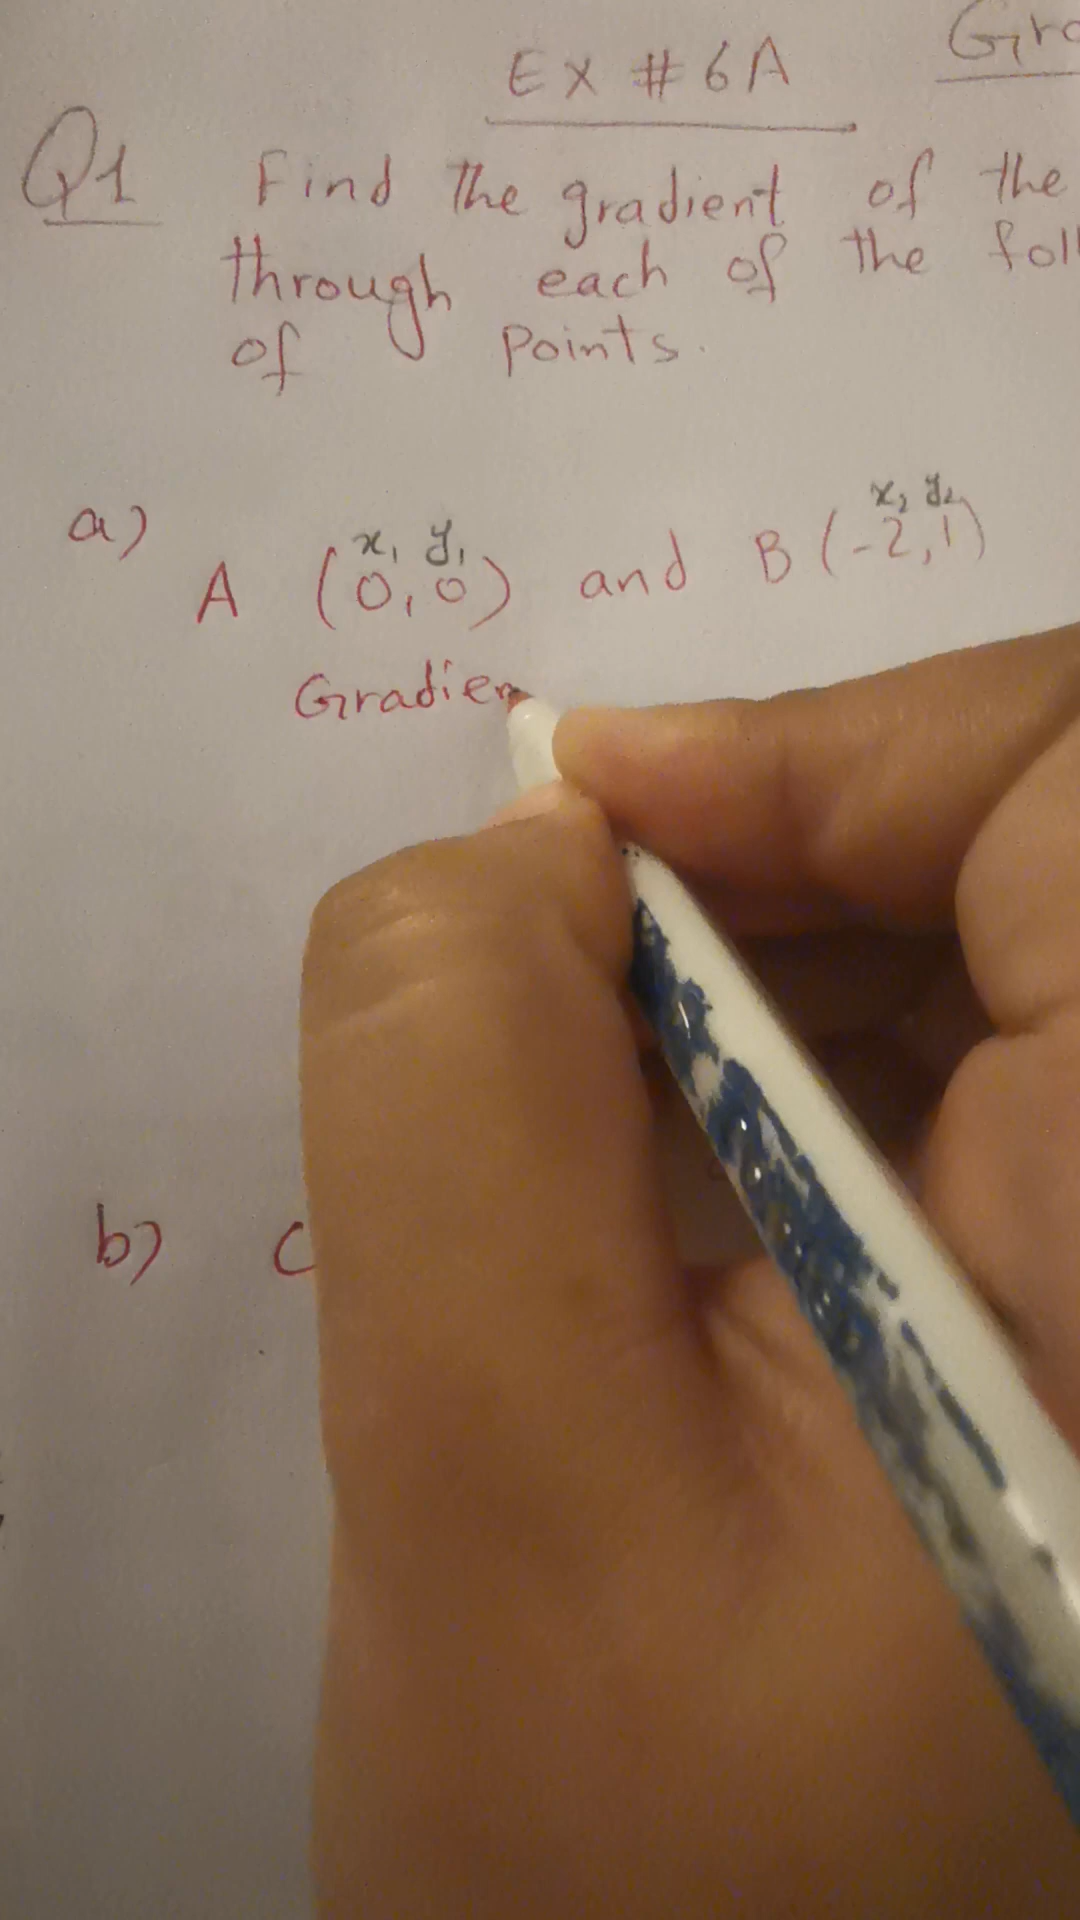 Ex # 6A
Q1 Find the gradient of the
through each of the
of points.
a) A (0,0) and B(-2,1)
x₁ y₁ x₂ y₂
b) C